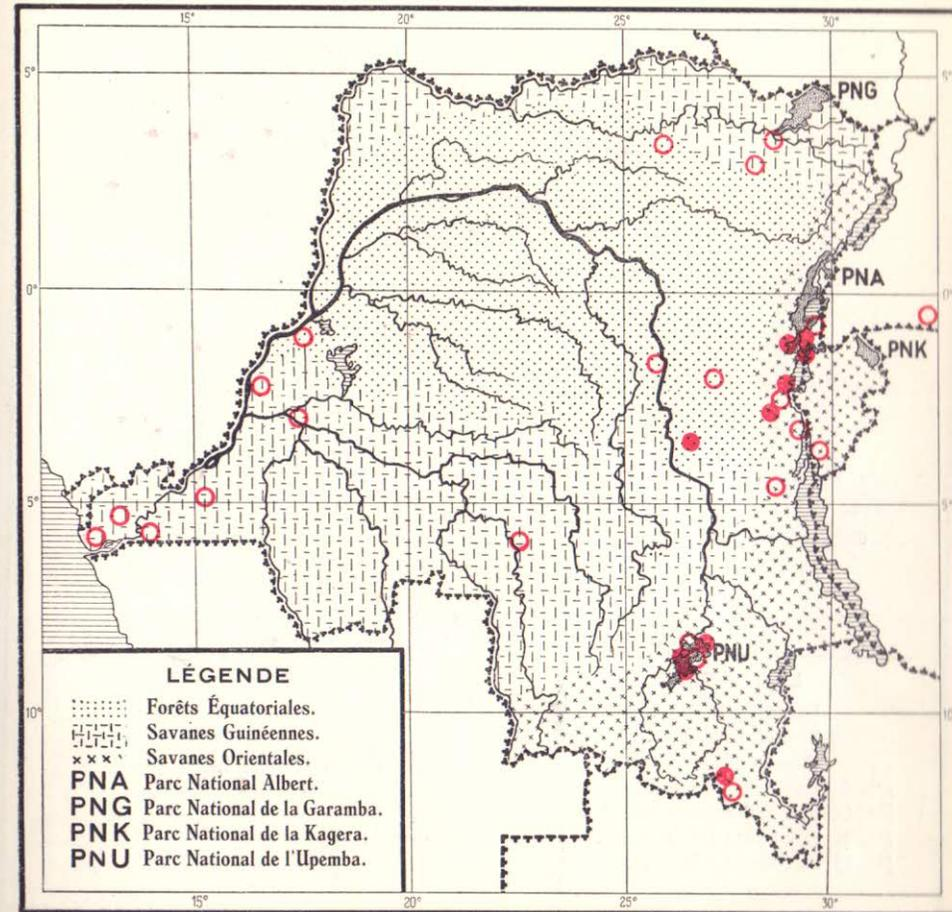 15° 20° 25° 30°
5° PNG 5°
0° PNA 0°
PNK
5° 5°
PNU
LÉGENDE
Forêts Équatoriales.
Savanes Guinéennes.
Savanes Orientales.
10° 10°
PNA Parc National Albert.
PNG Parc National de la Garamba.
PNK Parc National de la Kagera.
PNU Parc National de l'Upemba.
15° 20° 25° 30°